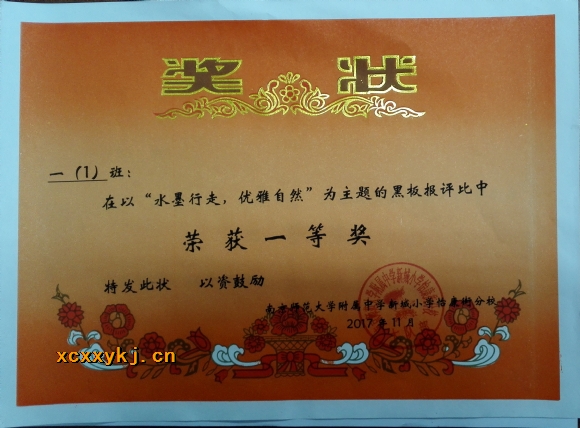 奖状
一（1）班：
在以“水墨行走，优雅自然”为主题的黑板报评比中
荣获一等奖
特发此状 以资鼓励
南京师范大学附属中学新城小学怡康街分校
2017年11月
xcxxykj.cn